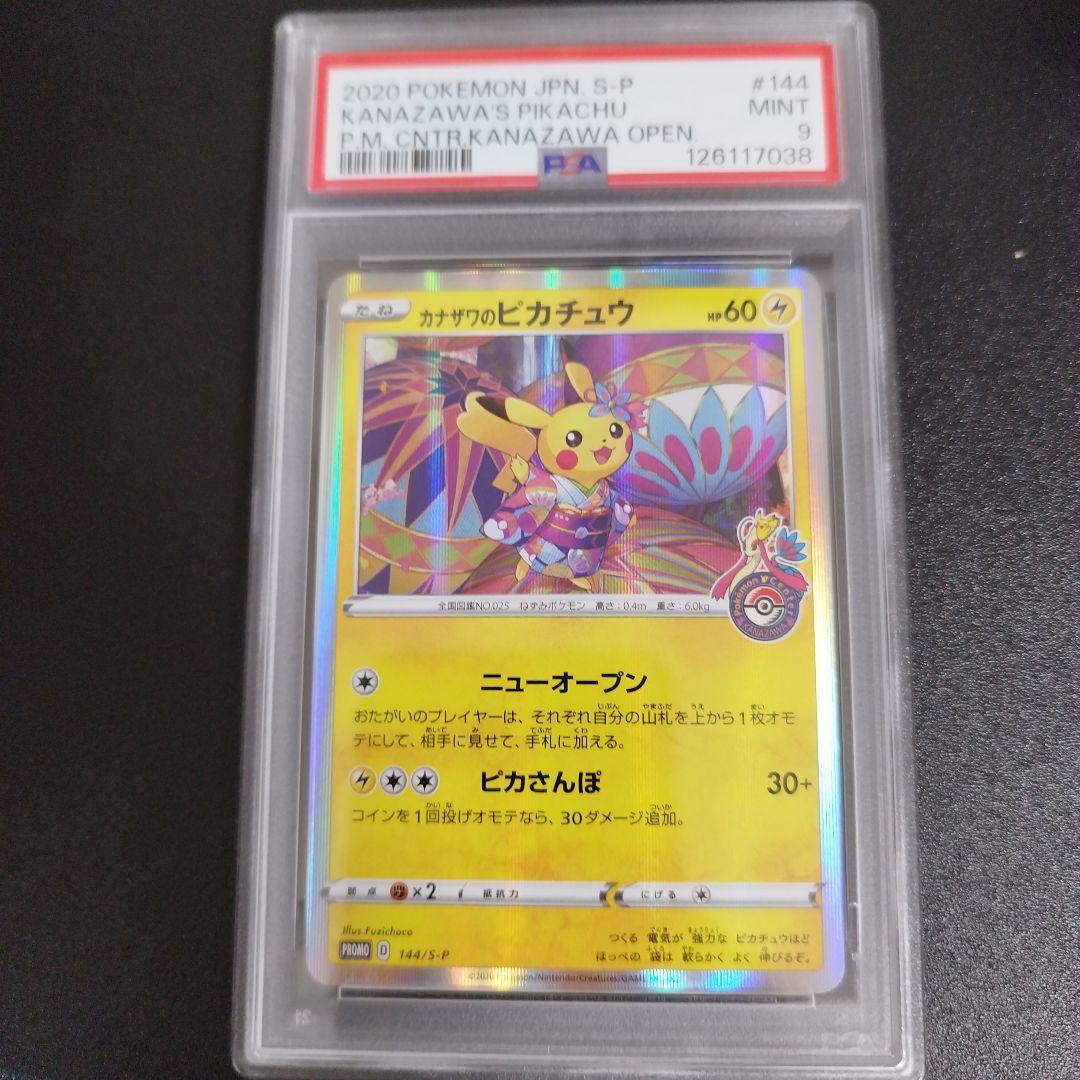 2020 POKEMON JPN. S-P #144
KANAZAWA'S PIKACHU MINT
P.M. CNTR,KANAZAWA OPEN. 9
126117038
PSA
たね カナザワのピカチュウ HP60
Pokémon Center
KANAZAWA
全国図鑑NO.025 ねずみポケモン 高さ:0.4m 重さ:6.0kg
ニューオープン
おたがいのプレイヤーは、それぞれ自分の山札を上から1枚オモ
テにして、相手に見せて、手札に加える。
ピカさんぽ 30+
コインを1回投げオモテなら、30ダメージ追加。
弱点 ×2 抵抗力 にげる
illus.Fuzichoco
PROMO D 144/S-P
つくる 電気が 強力な ピカチュウほど
ほっぺの 袋は 軟らかく よく 伸びるぞ。
/Nintendo/Creatures/